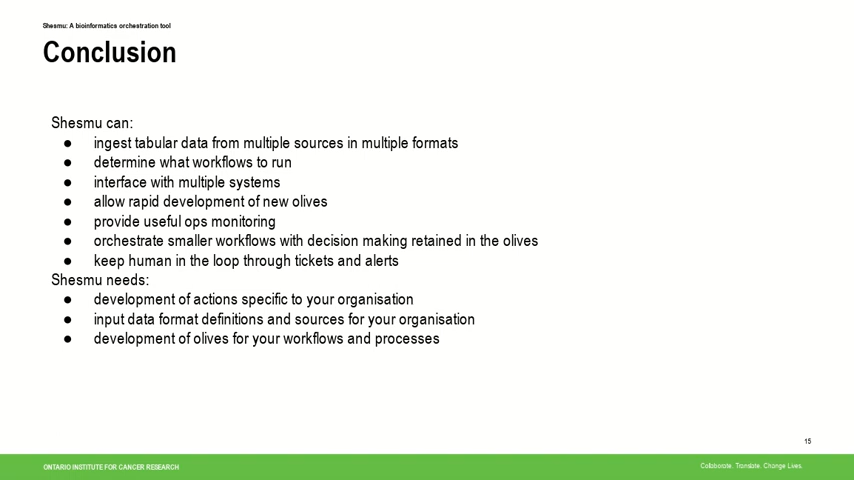 Shesmu: A bioinformatics orchestration tool
Conclusion
Shesmu can:
● ingest tabular data from multiple sources in multiple formats
● determine what workflows to run
● interface with multiple systems
● allow rapid development of new olives
● provide useful ops monitoring
● orchestrate smaller workflows with decision making retained in the olives
● keep human in the loop through tickets and alerts
Shesmu needs:
● development of actions specific to your organisation
● input data format definitions and sources for your organisation
● development of olives for your workflows and processes
15
ONTARIO INSTITUTE FOR CANCER RESEARCH
Collaborate. Translate. Change Lives.